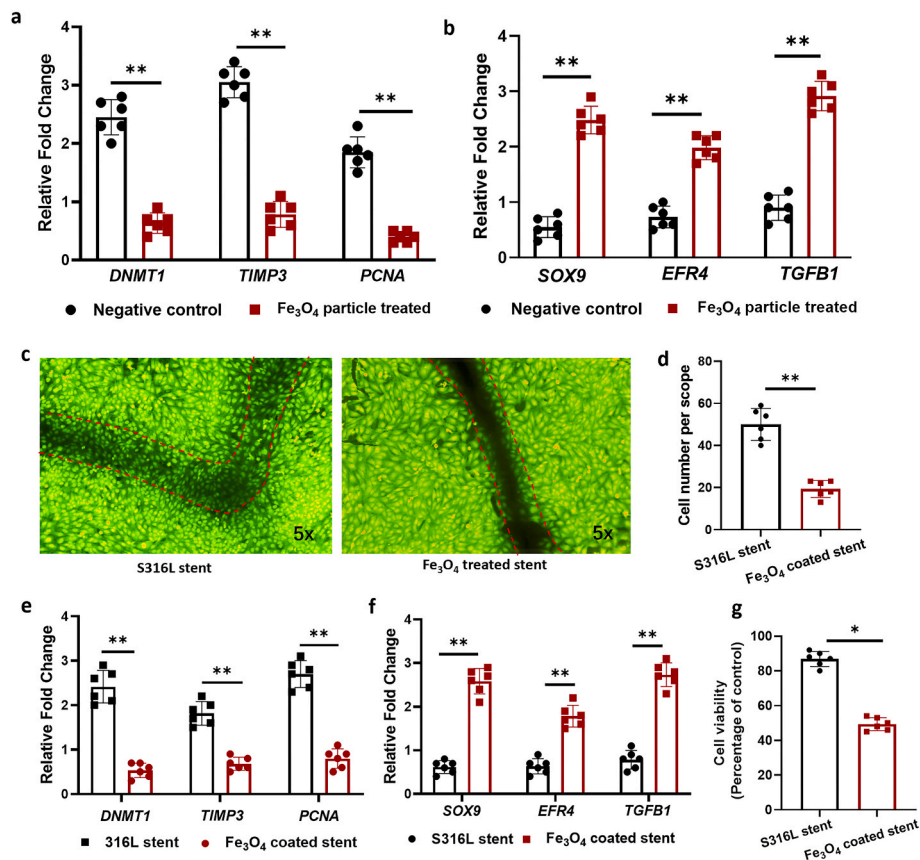 a
Relative Fold Change
4
3
2
1
0
**
**
**
DNMT1 TIMP3 PCNA
Negative control Fe₃O₄ particle treated
b
Relative Fold Change
4
3
2
1
0
**
**
**
SOX9 EFR4 TGFB1
Negative control Fe₃O₄ particle treated
c
5x
5x
S316L stent
Fe₃O₄ treated stent
d
Cell number per scope
80
60
40
20
0
**
S316L stent
Fe₃O₄ coated stent
e
Relative Fold Change
4
3
2
1
0
**
**
**
DNMT1 TIMP3 PCNA
316L stent Fe₃O₄ coated stent
f
Relative Fold Change
4
3
2
1
0
**
**
**
SOX9 EFR4 TGFB1
S316L stent Fe₃O₄ coated stent
g
Cell viability
(Percentage of control)
100
80
60
40
20
0
*
S316L stent
Fe₃O₄ coated stent